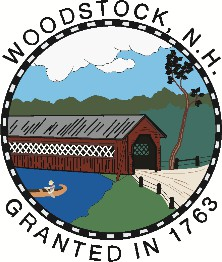 WOODSTOCK, N.H.
GRANTED IN 1763